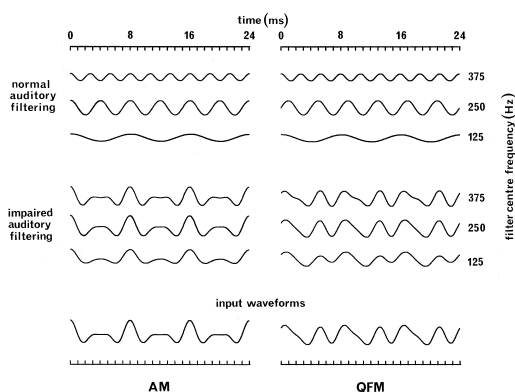 time (ms)
0 8 16 24 0 8 16 24
normal
auditory
filtering
375
250
125
impaired
auditory
filtering
375
250
125
filter centre frequency (Hz)
input waveforms
AM QFM